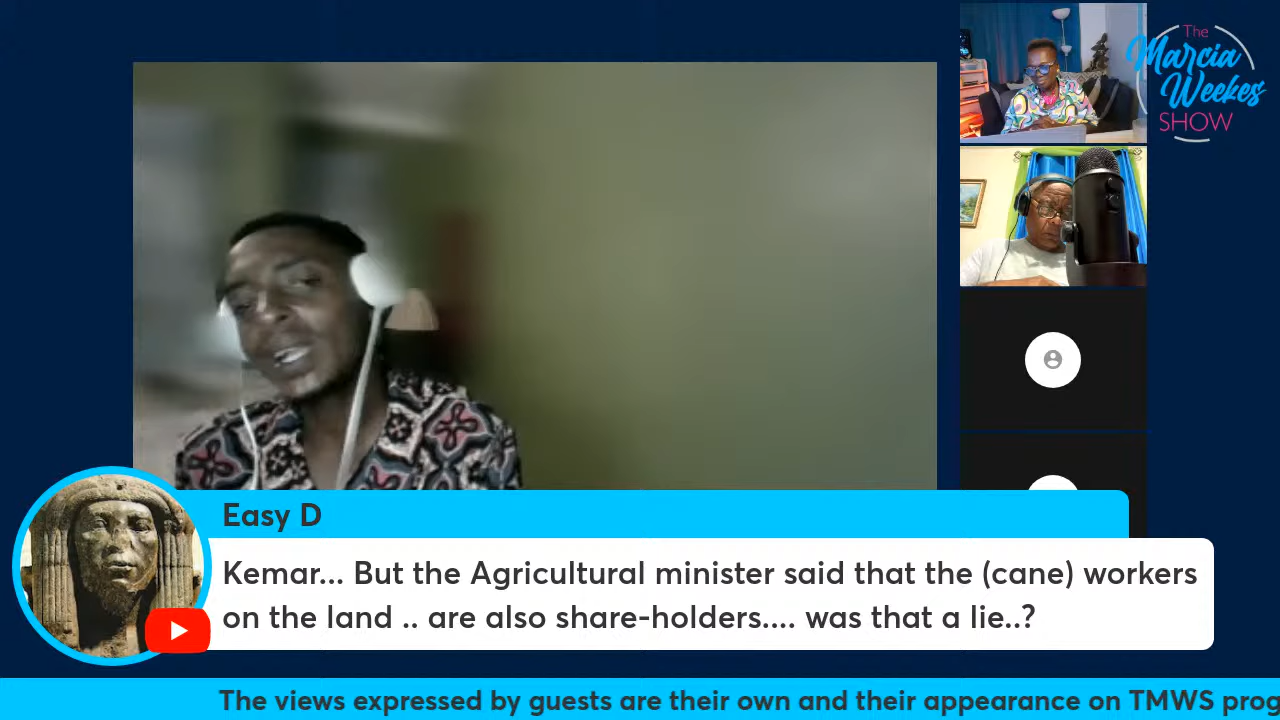 The
Marcia
Weekes
SHOW
Easy D
Kemar... But the Agricultural minister said that the (cane) workers
on the land .. are also share-holders.... was that a lie..?
The views expressed by guests are their own and their appearance on TMWS prog